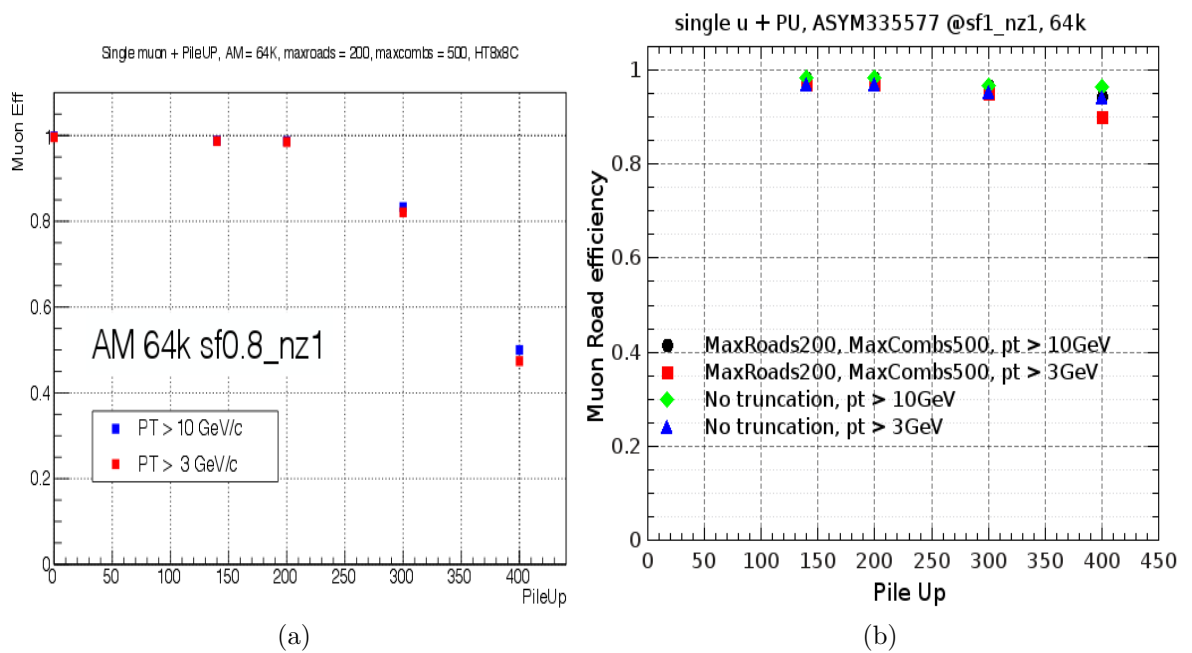 Single muon + PileUP, AM = 64K, maxroads = 200, maxcombs = 500, HT8x8C
Muon Eff
1
0.8
0.6
0.4
0.2
0
AM 64k sf0.8_nz1
PT > 10 GeV/c
PT > 3 GeV/c
0 50 100 150 200 250 300 350 400
PileUp
(a)
single u + PU, ASYM335577 @sf1_nz1, 64k
Muon Road efficiency
1
0.8
0.6
0.4
0.2
0
MaxRoads200, MaxCombs500, pt > 10GeV
MaxRoads200, MaxCombs500, pt > 3GeV
No truncation, pt > 10GeV
No truncation, pt > 3GeV
0 50 100 150 200 250 300 350 400 450
Pile Up
(b)